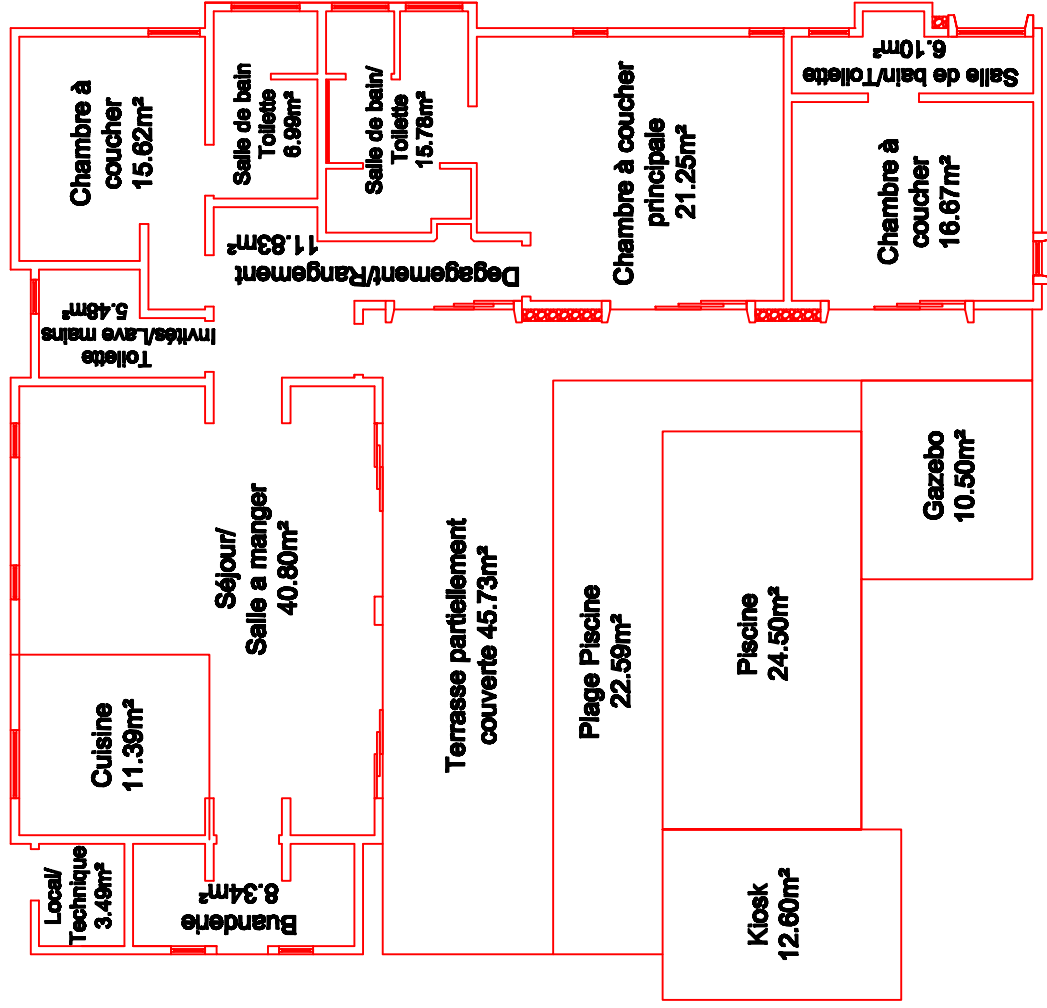 Chambre à
coucher
15.62m²
Salle de bain
Toilette
6.99m²
Salle de bain/
Toilette
15.78m²
Chambre à coucher
principale
21.25m²
Salle de bain/Toilette
6.10m²
Chambre à
coucher
16.67m²
Degagement/Rangement
11.83m²
Toilette
Invités/Lave mains
5.48m²
Séjour/
Salle a manger
40.80m²
Cuisine
11.39m²
Local/
Technique
3.49m²
Buanderie
8.34m²
Terrasse partiellement
couverte 45.73m²
Plage Piscine
22.59m²
Piscine
24.50m²
Gazebo
10.50m²
Kiosk
12.60m²